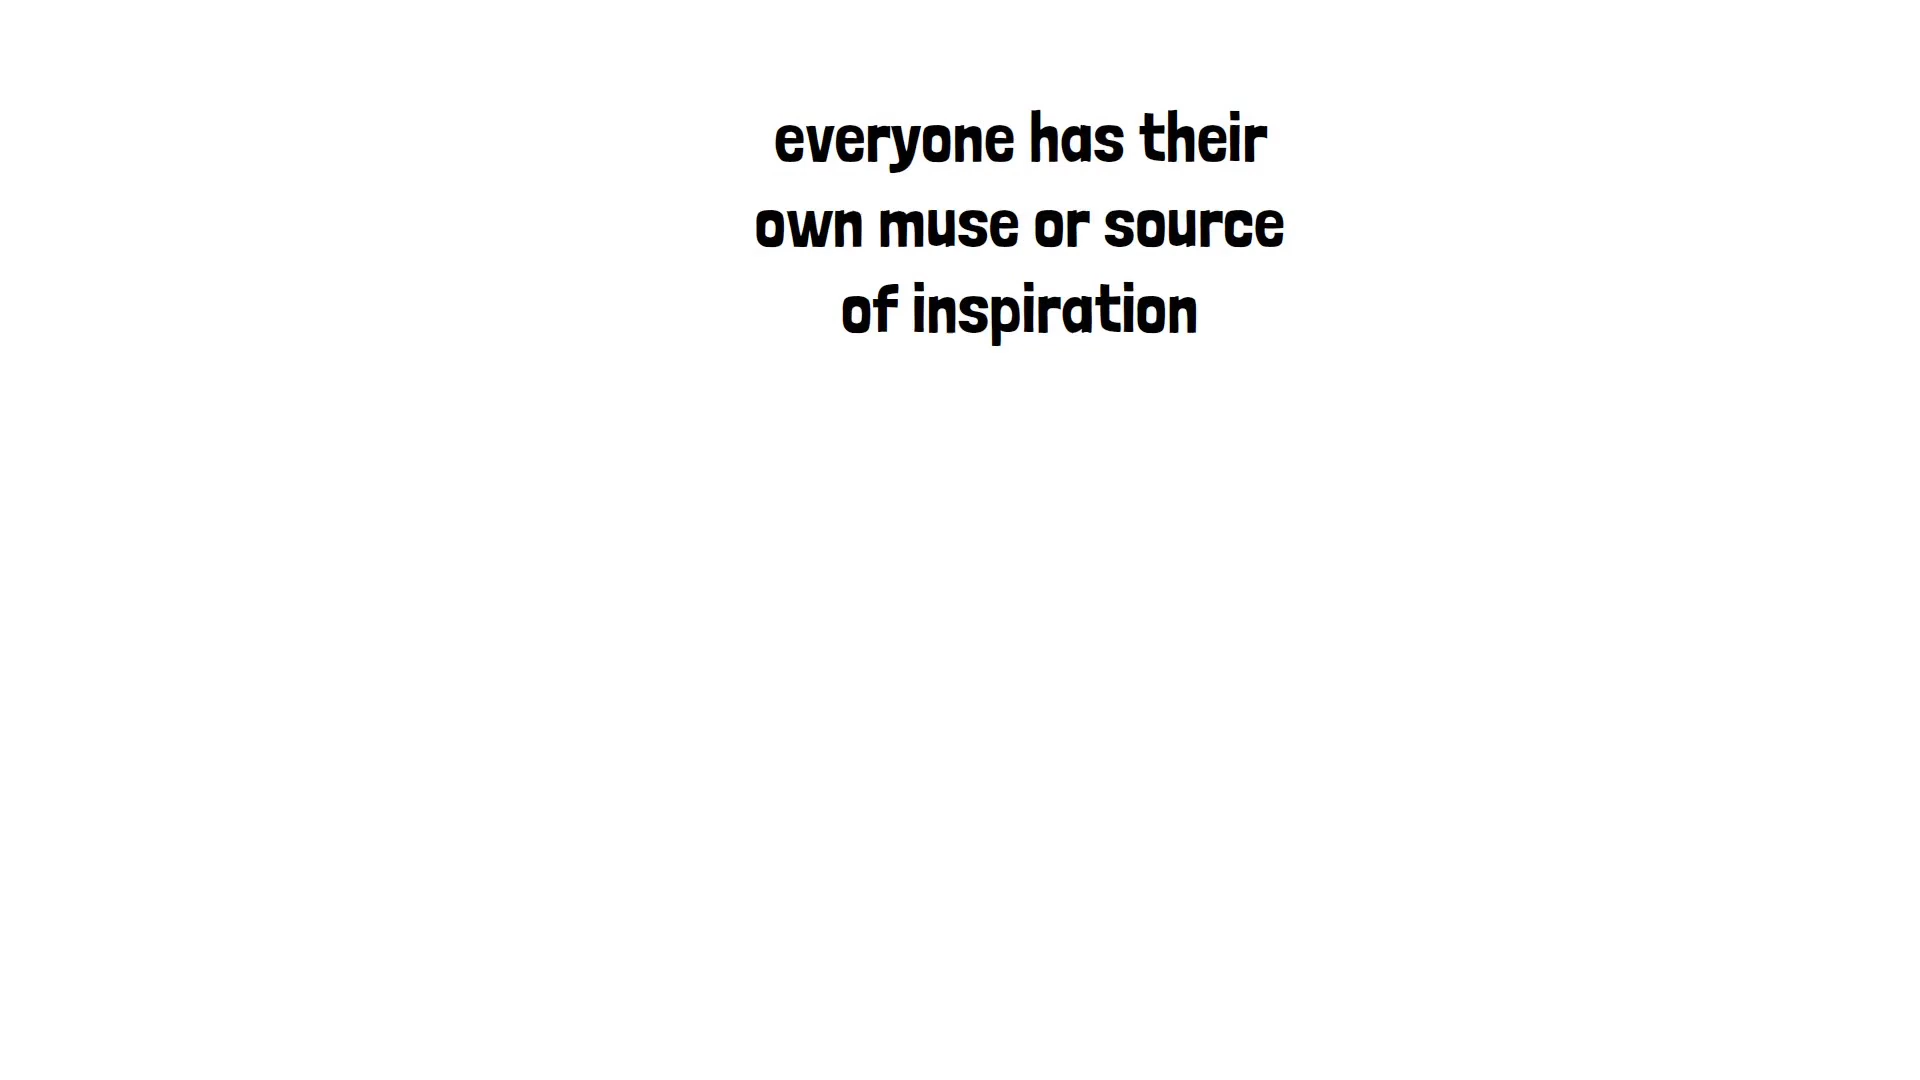 everyone has their
own muse or source
of inspiration